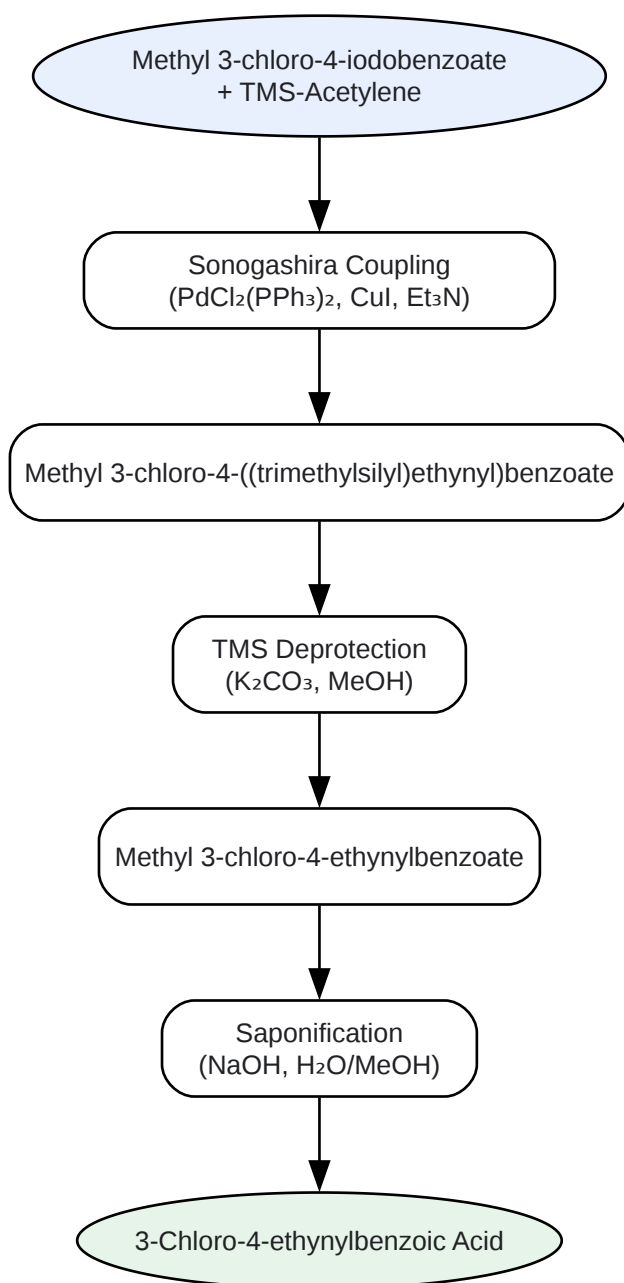 Methyl 3-chloro-4-iodobenzoate
+ TMS-Acetylene
Sonogashira Coupling
(PdCl₂(PPh₃)₂, CuI, Et₃N)
Methyl 3-chloro-4-((trimethylsilyl)ethynyl)benzoate
TMS Deprotection
(K₂CO₃, MeOH)
Methyl 3-chloro-4-ethynylbenzoate
Saponification
(NaOH, H₂O/MeOH)
3-Chloro-4-ethynylbenzoic Acid